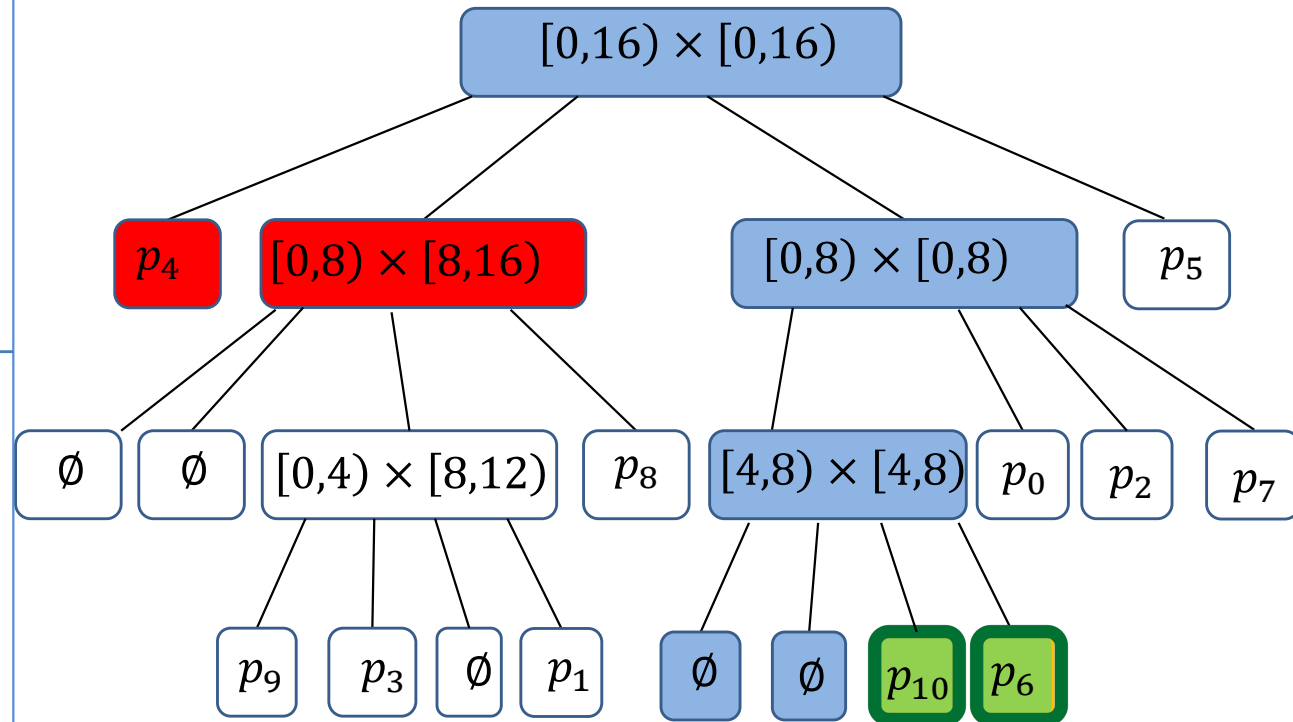 [0,16) × [0,16)
p₄
[0,8) × [8,16)
[0,8) × [0,8)
p₅
∅
∅
[0,4) × [8,12)
p₈
[4,8) × [4,8)
p₀
p₂
p₇
p₉
p₃
∅
p₁
∅
∅
p₁₀
p₆